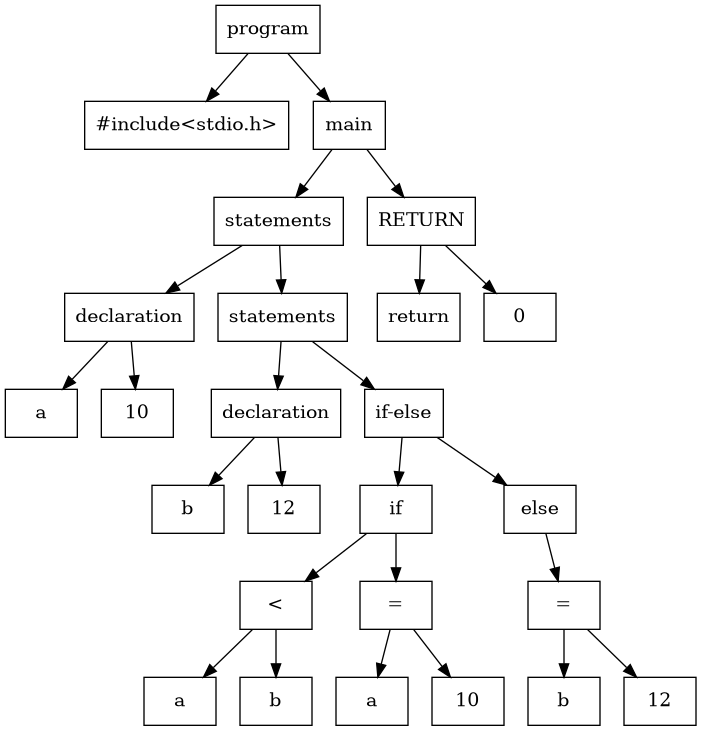 program
#include<stdio.h>
main
statements
RETURN
declaration
statements
return
0
a
10
declaration
if-else
b
12
if
else
<
=
=
a
b
a
10
b
12